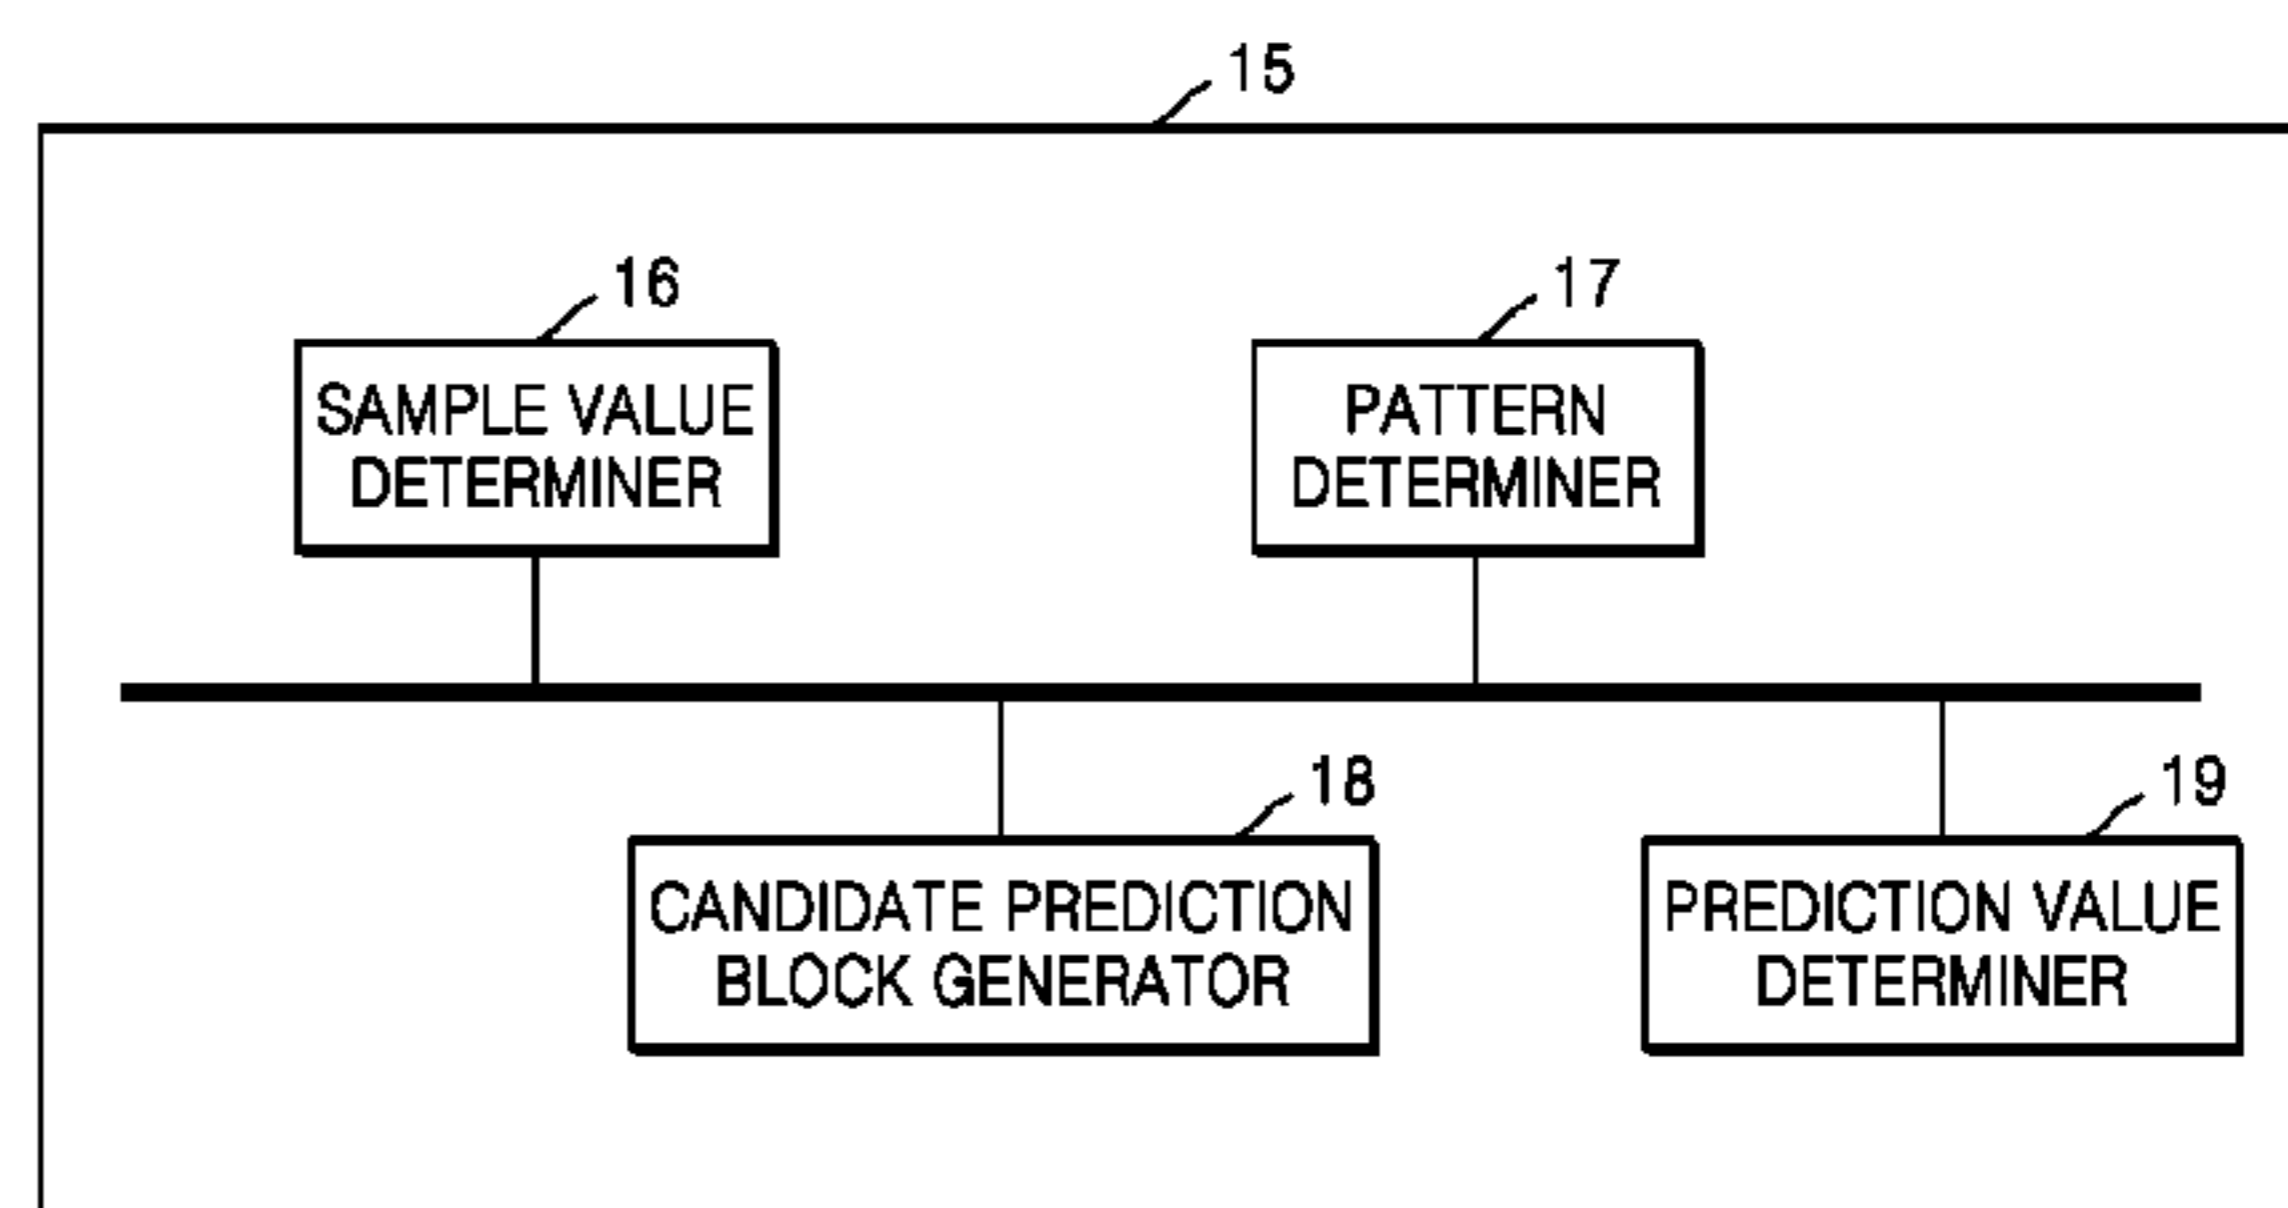 15
16
17
SAMPLE VALUE
DETERMINER
PATTERN
DETERMINER
18
19
CANDIDATE PREDICTION
BLOCK GENERATOR
PREDICTION VALUE
DETERMINER